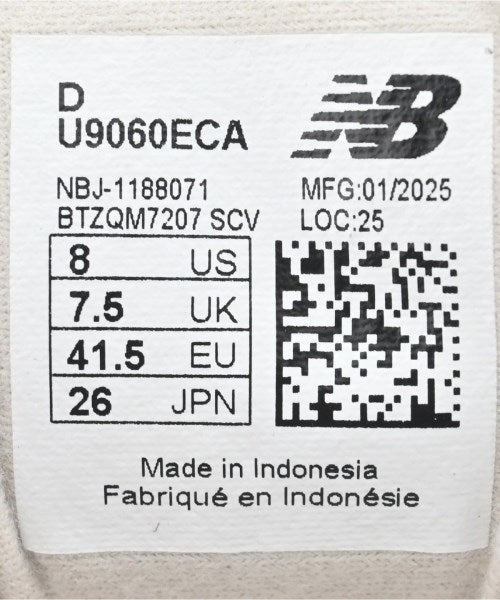 D
U9060ECA
NB
NBJ-1188071
MFG:01/2025
BTZQM7207 SCV
LOC:25
8 US
7.5 UK
41.5 EU
26 JPN
Made in Indonesia
Fabriqué en Indonésie